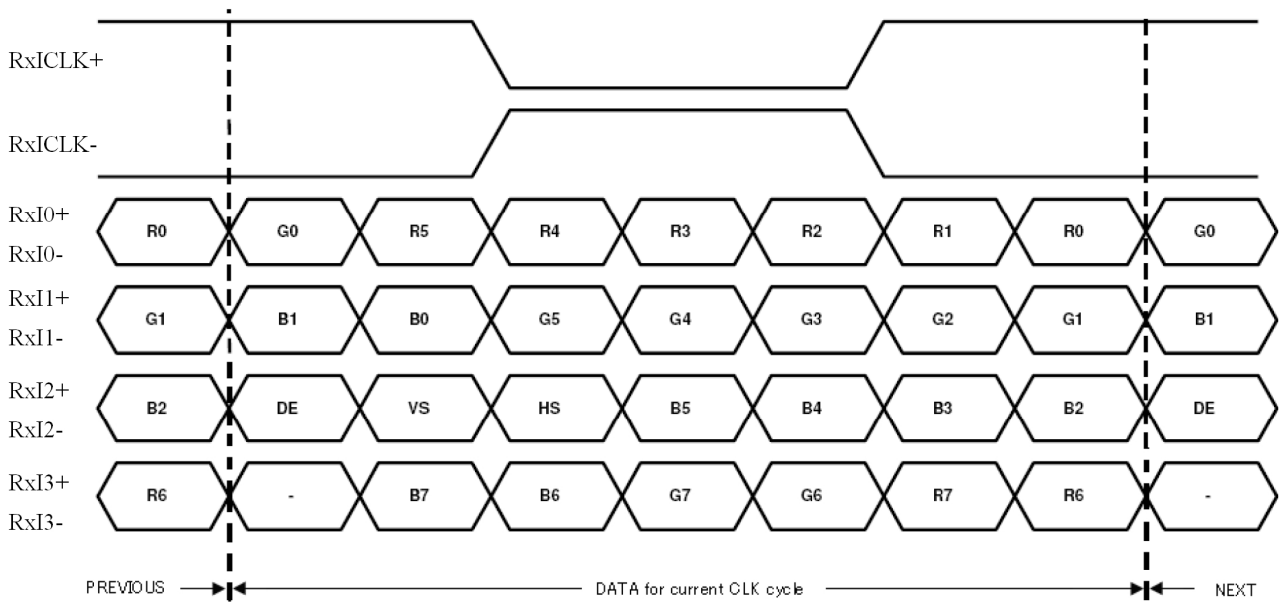 RxICLK+
RxICLK-
RxI0+
R0 G0 R5 R4 R3 R2 R1 R0 G0
RxI0-
RxI1+
G1 B1 B0 G5 G4 G3 G2 G1 B1
RxI1-
RxI2+
B2 DE VS HS B5 B4 B3 B2 DE
RxI2-
RxI3+
R6 - B7 B6 G7 G6 R7 R6 -
RxI3-
PREVIOUS DATA for current CLK cycle NEXT